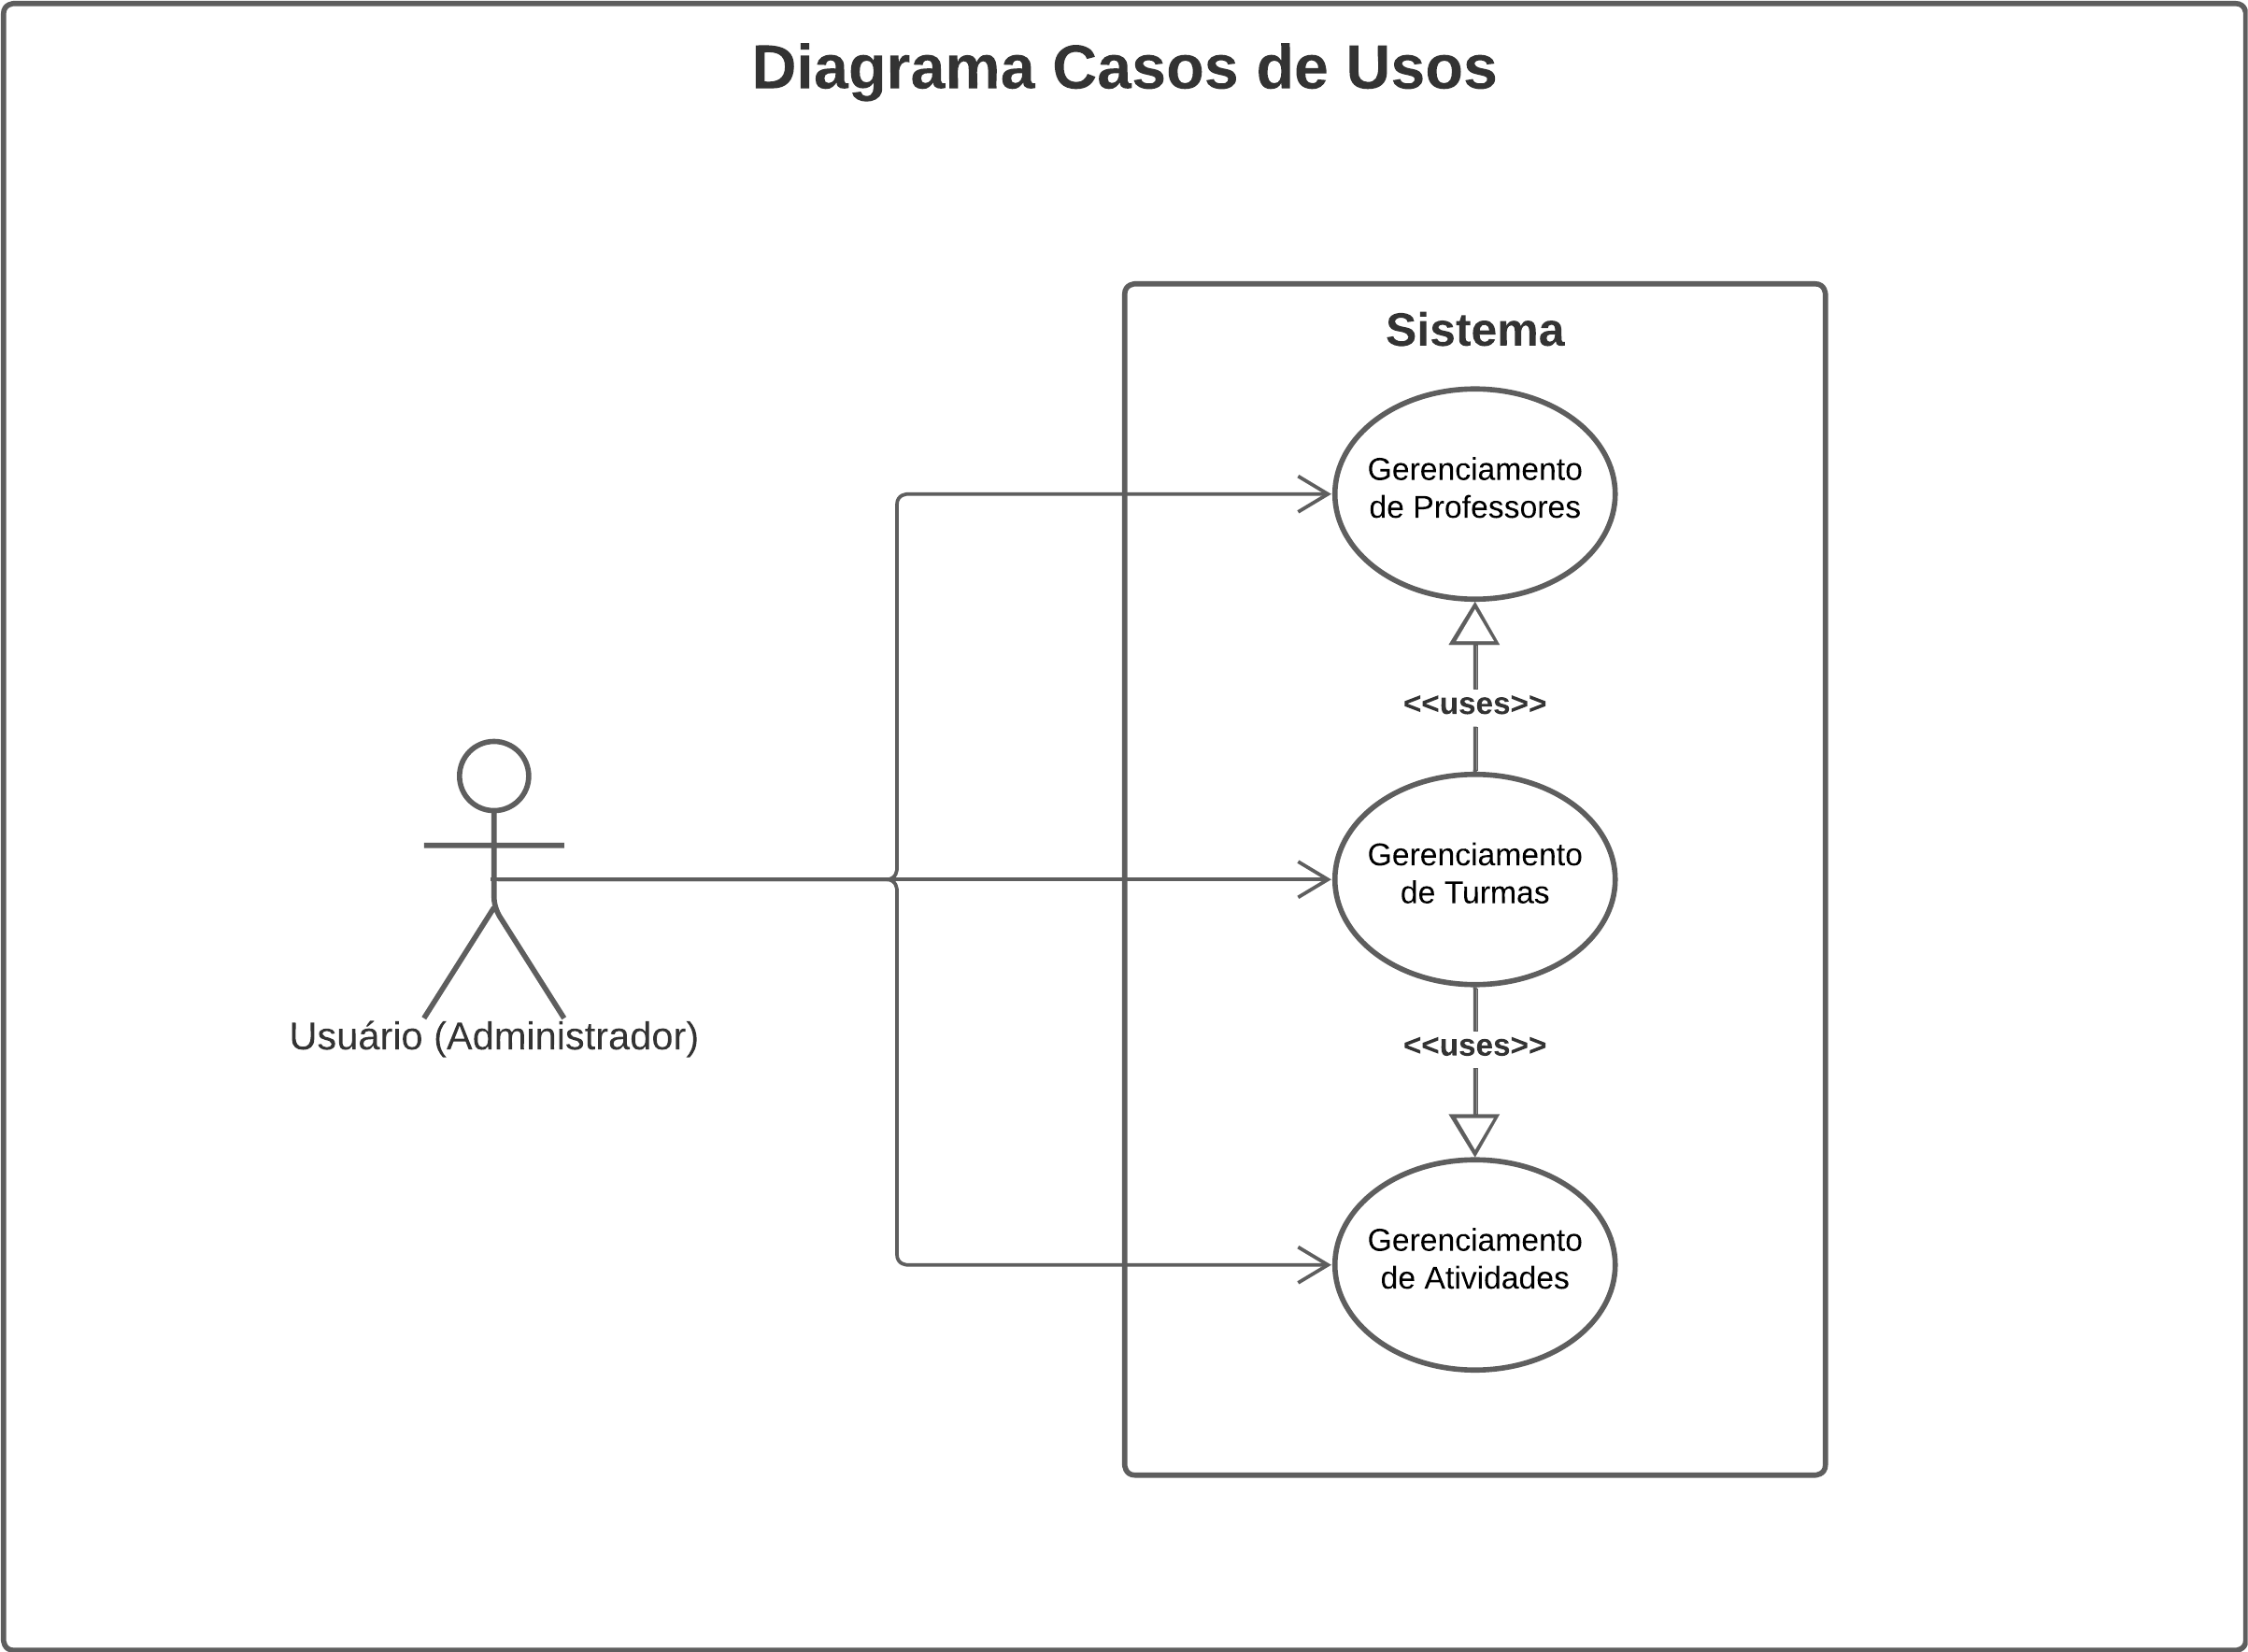 Diagrama Casos de Usos
Sistema
Gerenciamento
de Professores
<<uses>>
Gerenciamento
de Turmas
Usuário (Administrador)
<<uses>>
Gerenciamento
de Atividades